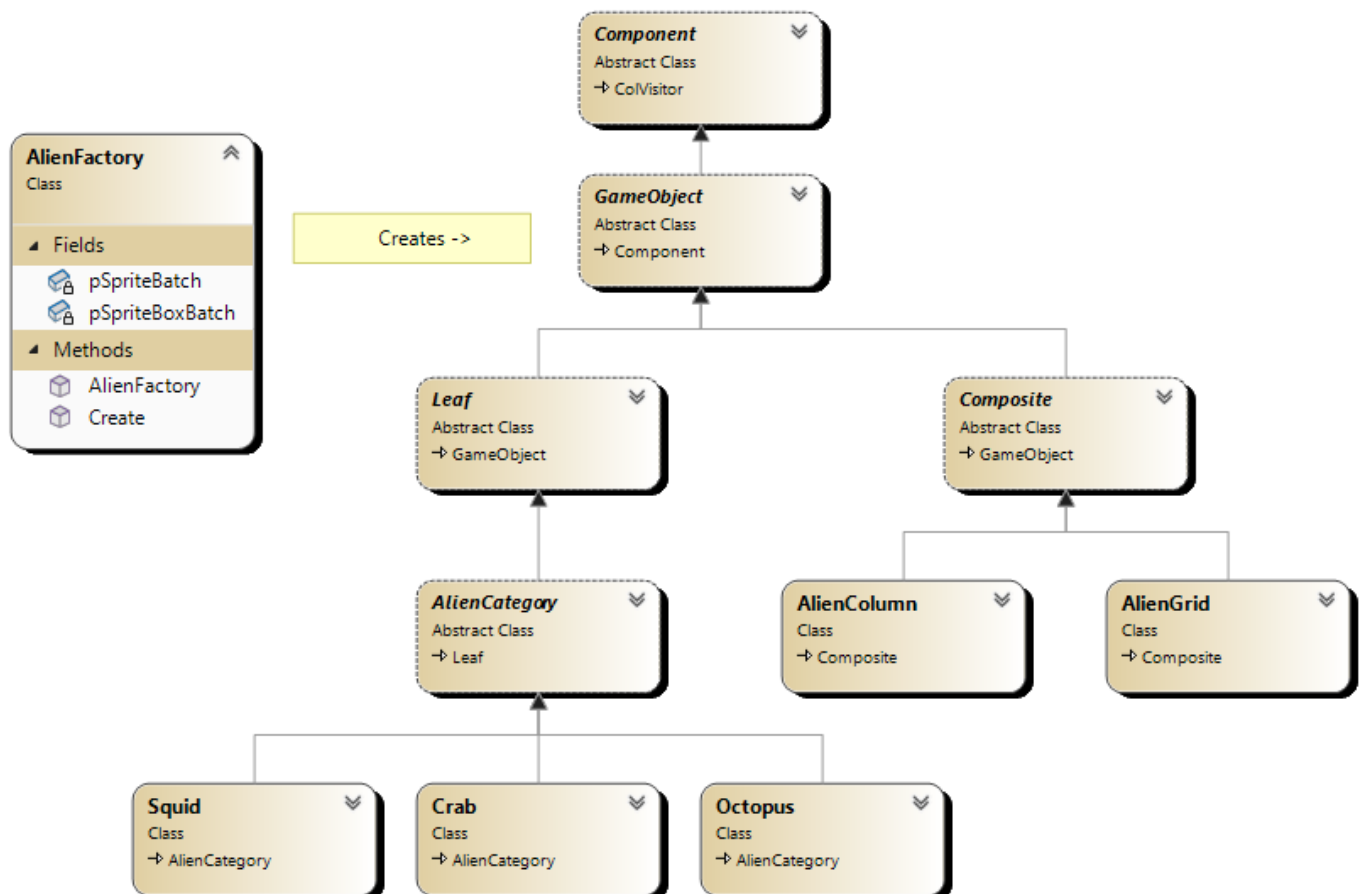 Component
Abstract Class
ColVisitor
AlienFactory
Class
Fields
pSpriteBatch
pSpriteBoxBatch
Methods
AlienFactory
Create
Creates ->
GameObject
Abstract Class
Component
Leaf
Abstract Class
GameObject
Composite
Abstract Class
GameObject
AlienCategory
Abstract Class
Leaf
AlienColumn
Class
Composite
AlienGrid
Class
Composite
Squid
Class
AlienCategory
Crab
Class
AlienCategory
Octopus
Class
AlienCategory